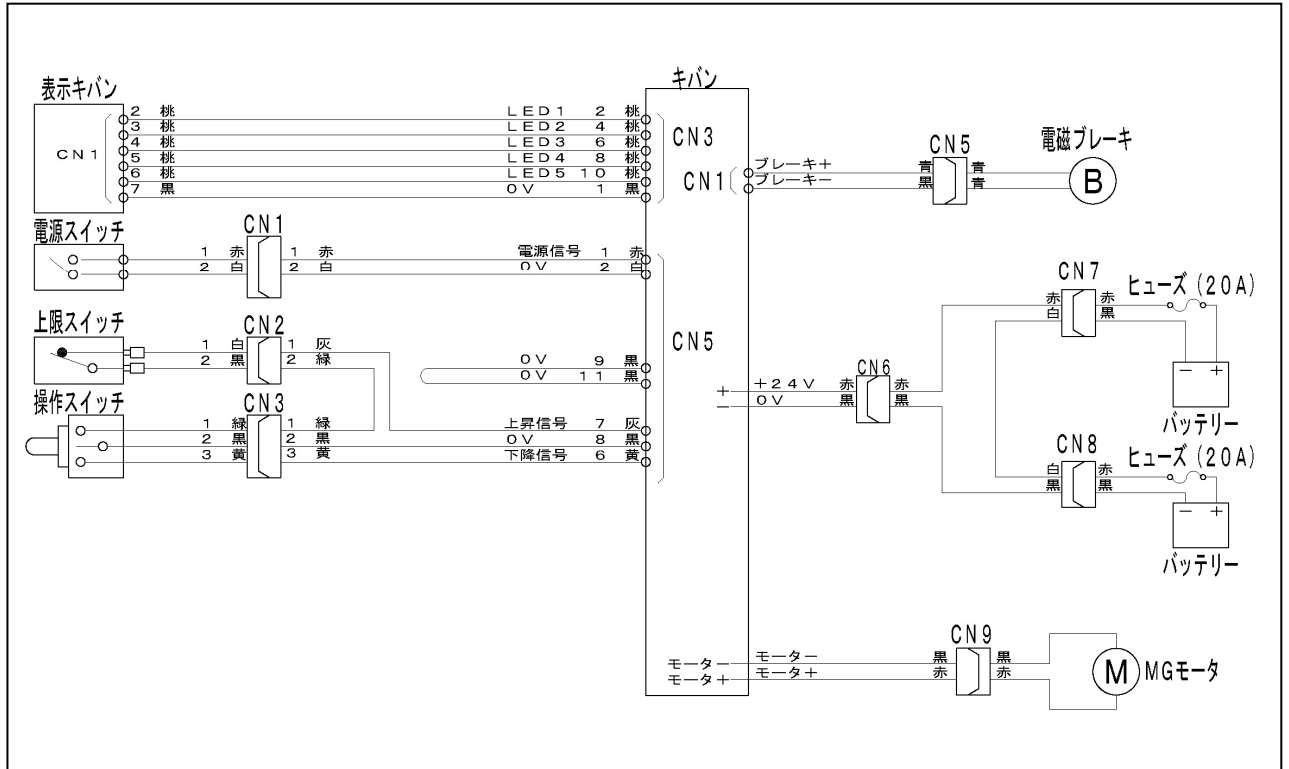 表示キバン
キバン
CN1
2 桃 LED1 2 桃
3 桃 LED2 4 桃
4 桃 LED3 6 桃
5 桃 LED4 8 桃
6 桃 LED5 10 桃
7 黒 0V 1 黒
CN3
CN1
ブレーキ+ 青 青
ブレーキー 黒 青
CN5
電磁ブレーキ
B
電源スイッチ
CN1
1 赤 1 赤 電源信号 1 赤
2 白 2 白 0V 2 白
上限スイッチ
CN2
1 白 1 灰
2 黒 2 緑
0V 9 黒
0V 11 黒
CN5
操作スイッチ
CN3
1 緑 1 緑 上昇信号 7 灰
2 黒 2 黒 0V 8 黒
3 黄 3 黄 下降信号 6 黄
CN6
+ +24V 赤 赤
− 0V 黒 黒
CN7
ヒューズ(20A)
赤 赤
白 黒
− +
バッテリー
CN8
ヒューズ(20A)
白 赤
黒 黒
− +
バッテリー
CN9
モーター モーター 黒 黒
モータ+ モータ+ 赤 赤
M
MGモータ